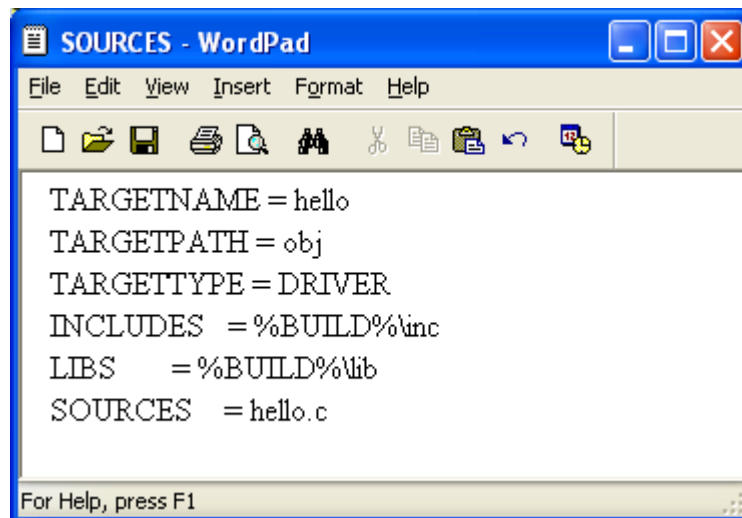 SOURCES - WordPad
File Edit View Insert Format Help
12
TARGETNAME = hello
TARGETPATH = obj
TARGETTYPE = DRIVER
INCLUDES = %BUILD%\inc
LIBS = %BUILD%\lib
SOURCES = hello.c
For Help, press F1